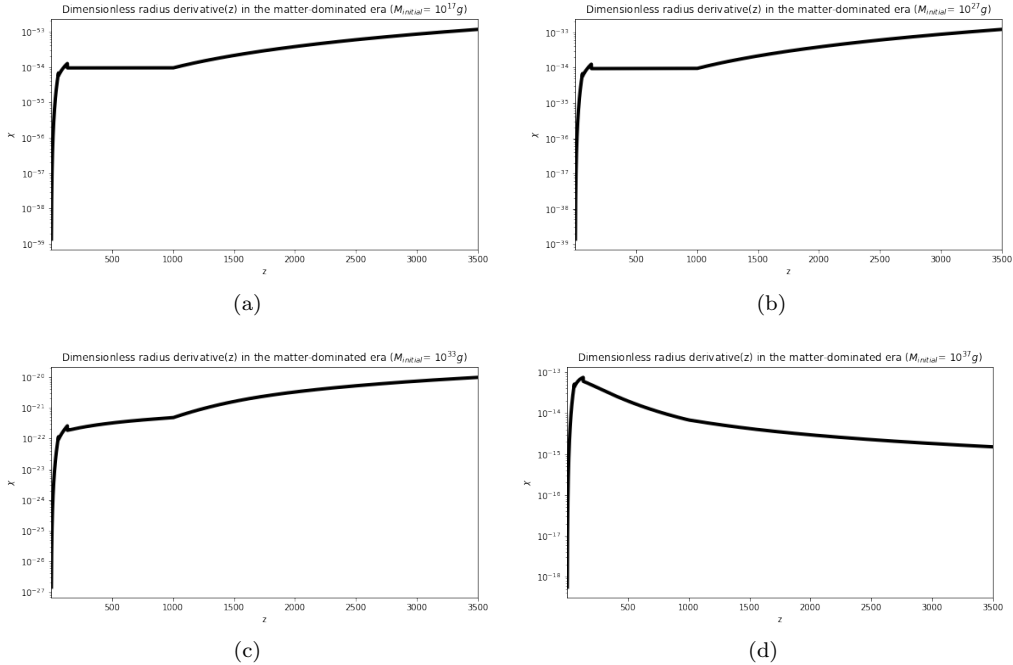 Dimensionless radius derivative(z) in the matter-dominated era (M_initial = 10^17 g)
10^-53
10^-54
10^-55
10^-56
10^-57
10^-58
10^-59
χ
500 1000 1500 2000 2500 3000 3500
z
(a)
Dimensionless radius derivative(z) in the matter-dominated era (M_initial = 10^27 g)
10^-33
10^-34
10^-35
10^-36
10^-37
10^-38
10^-39
χ
500 1000 1500 2000 2500 3000 3500
z
(b)
Dimensionless radius derivative(z) in the matter-dominated era (M_initial = 10^33 g)
10^-20
10^-21
10^-22
10^-23
10^-24
10^-25
10^-26
10^-27
χ
500 1000 1500 2000 2500 3000 3500
z
(c)
Dimensionless radius derivative(z) in the matter-dominated era (M_initial = 10^37 g)
10^-13
10^-14
10^-15
10^-16
10^-17
10^-18
χ
500 1000 1500 2000 2500 3000 3500
z
(d)